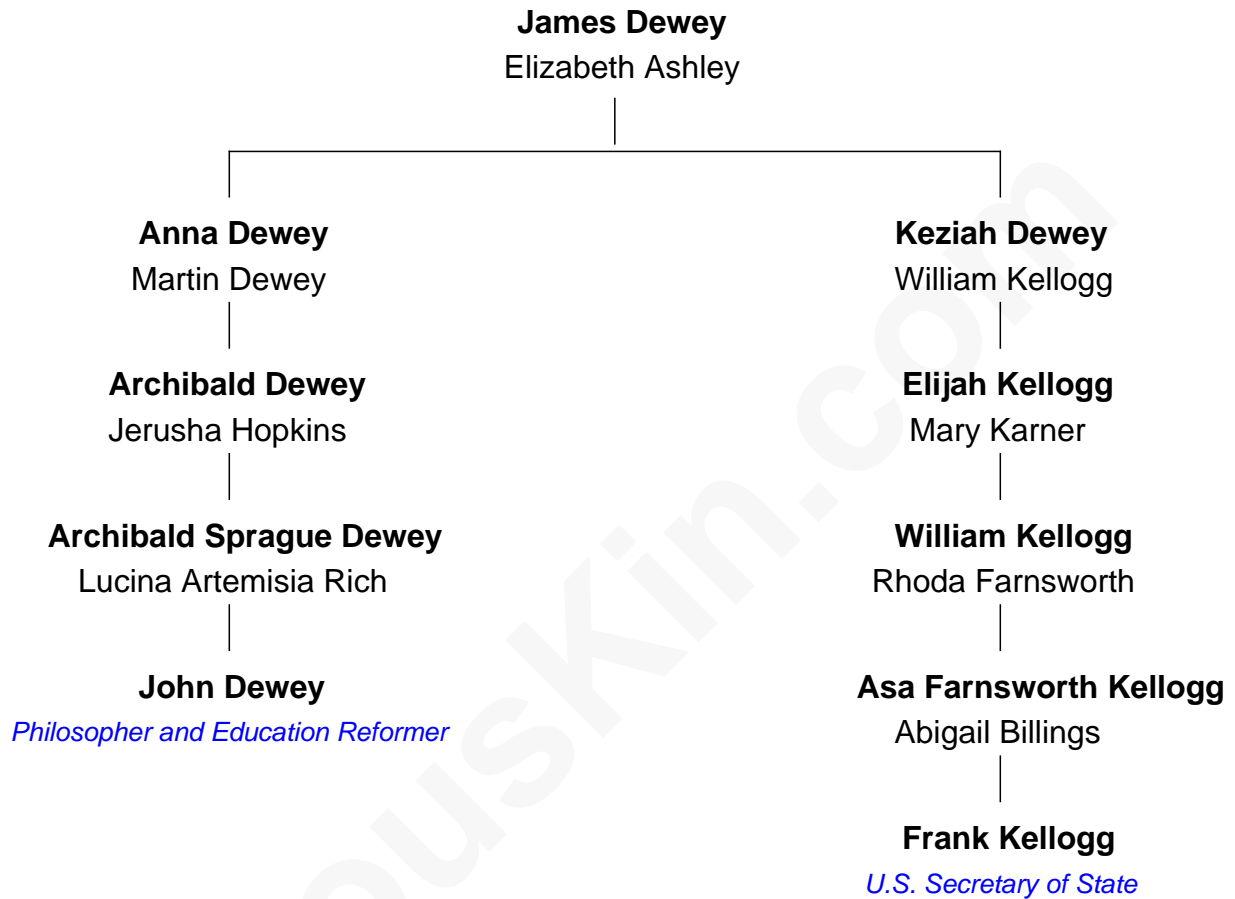 James Dewey
Elizabeth Ashley
Anna Dewey
Martin Dewey
Archibald Dewey
Jerusha Hopkins
Archibald Sprague Dewey
Lucina Artemisia Rich
John Dewey
Philosopher and Education Reformer
Keziah Dewey
William Kellogg
Elijah Kellogg
Mary Karner
William Kellogg
Rhoda Farnsworth
Asa Farnsworth Kellogg
Abigail Billings
Frank Kellogg
U.S. Secretary of State
ousKin.com